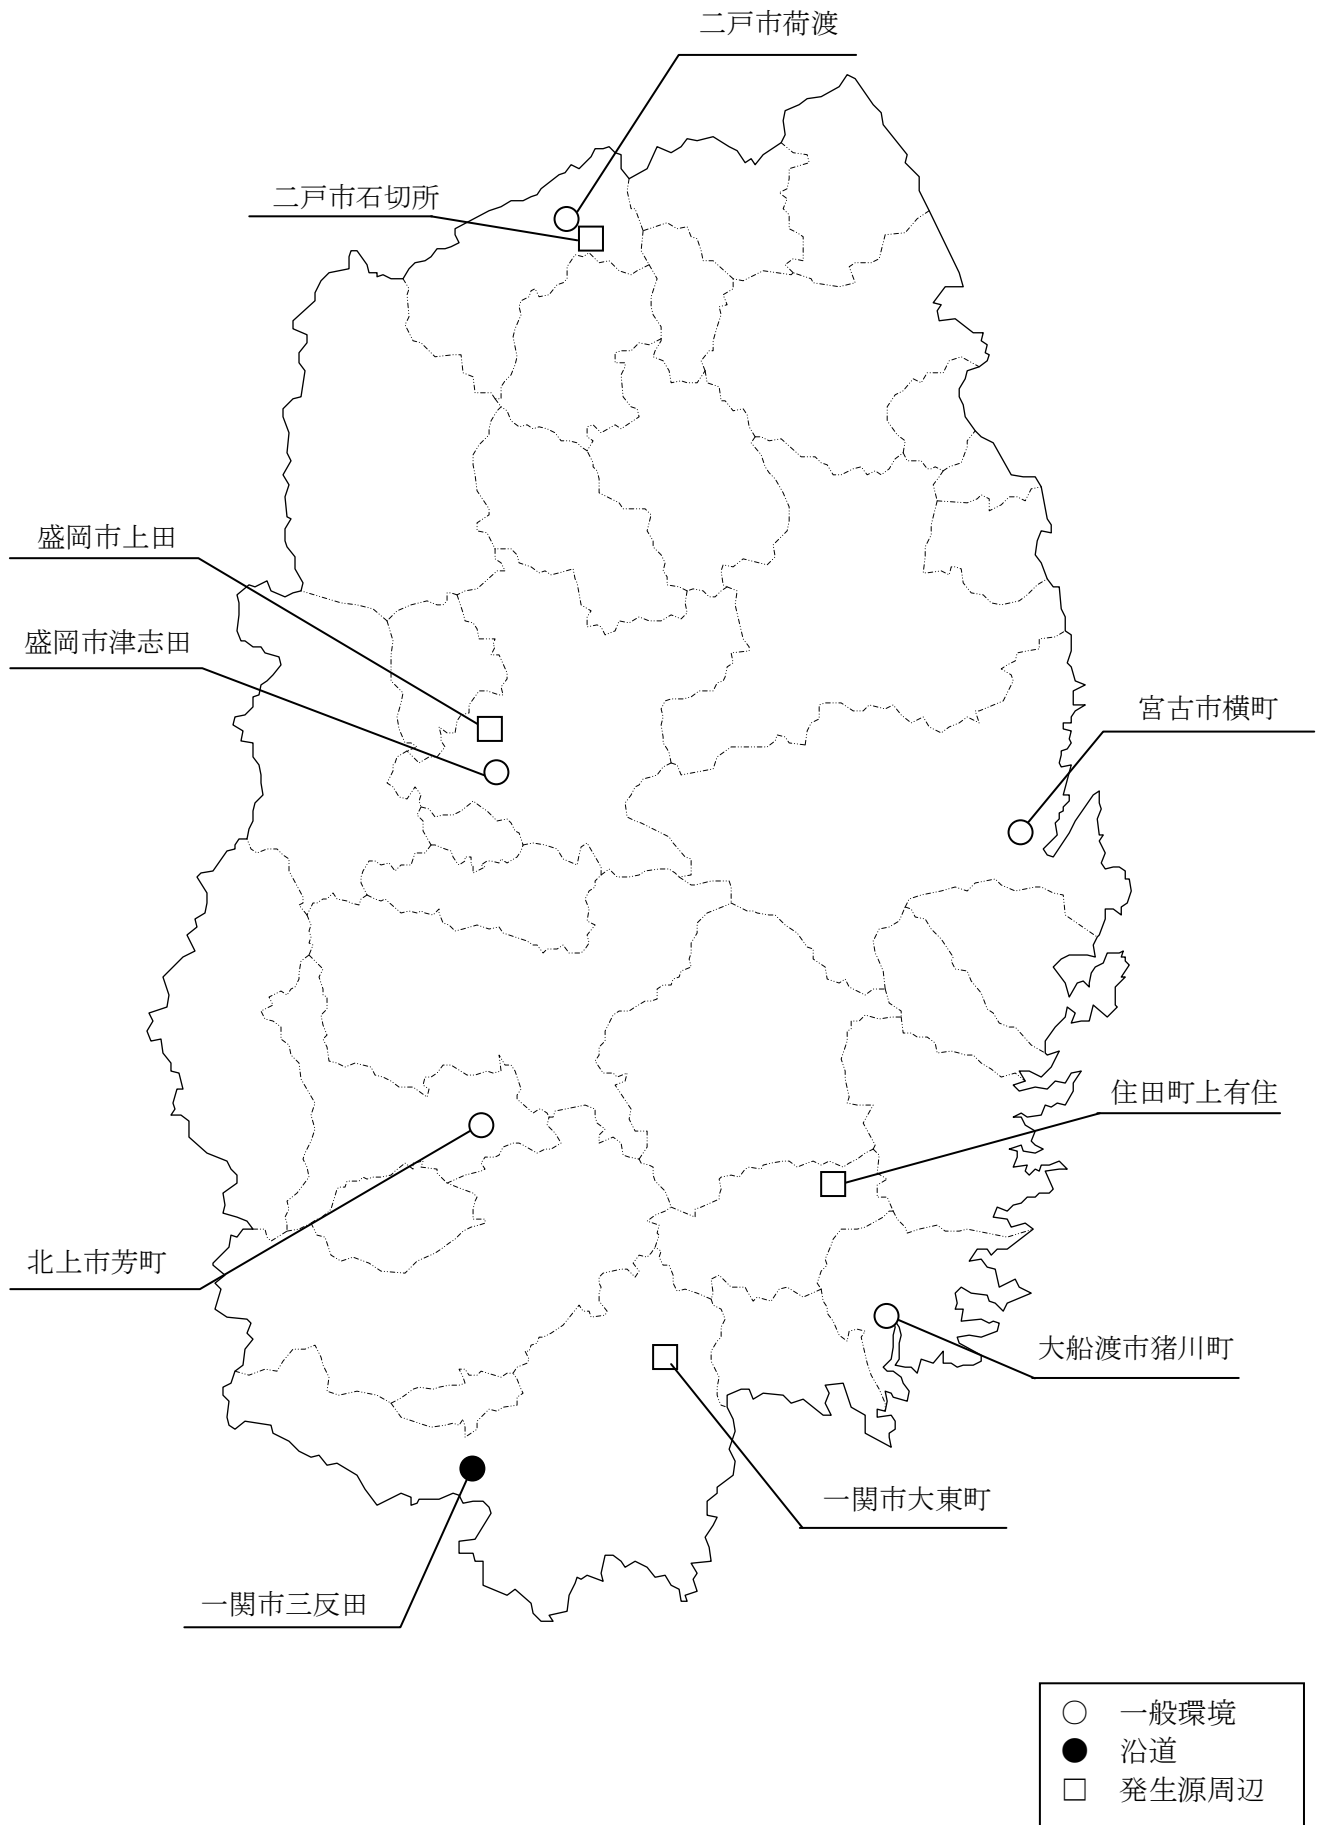 二戸市荷渡
二戸市石切所
盛岡市上田
盛岡市津志田
宮古市横町
住田町上有住
北上市芳町
大船渡市猪川町
一関市大東町
一関市三反田
○ 一般環境
● 沿道
□ 発生源周辺